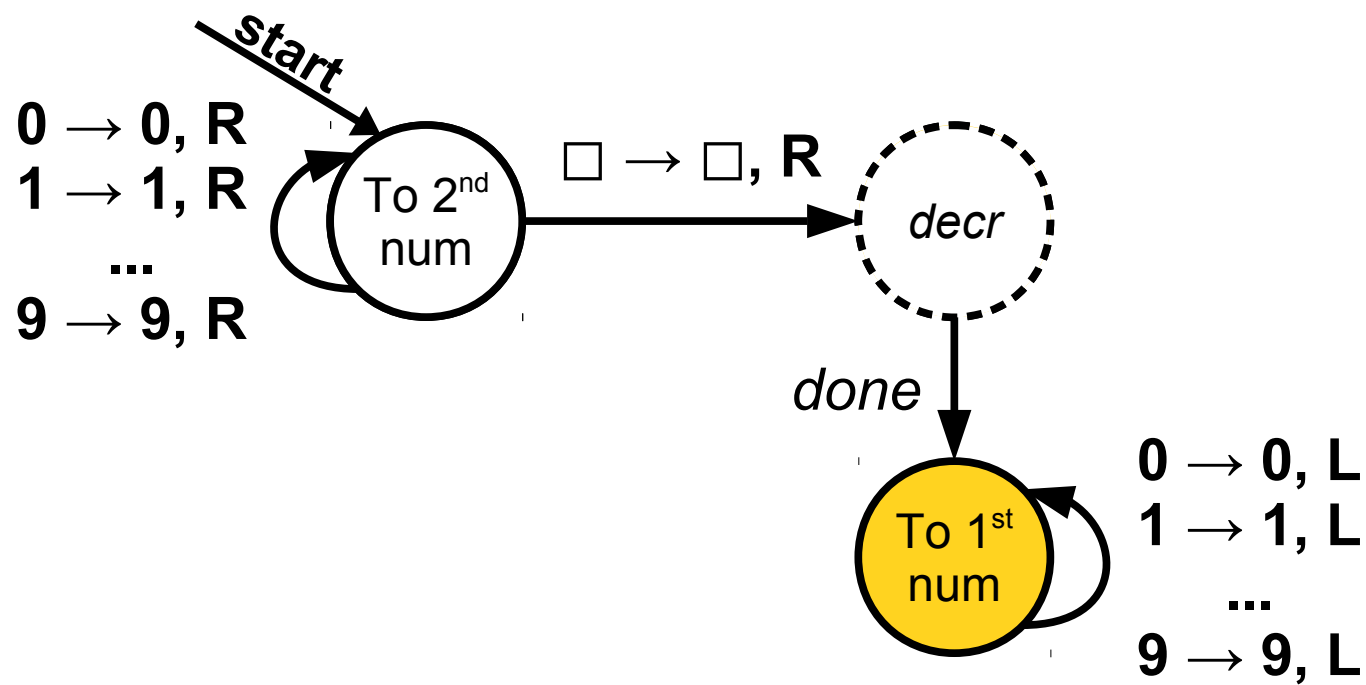 start
0 → 0, R
1 → 1, R
...
9 → 9, R
To 2nd
num
□ → □, R
decr
done
To 1st
num
0 → 0, L
1 → 1, L
...
9 → 9, L